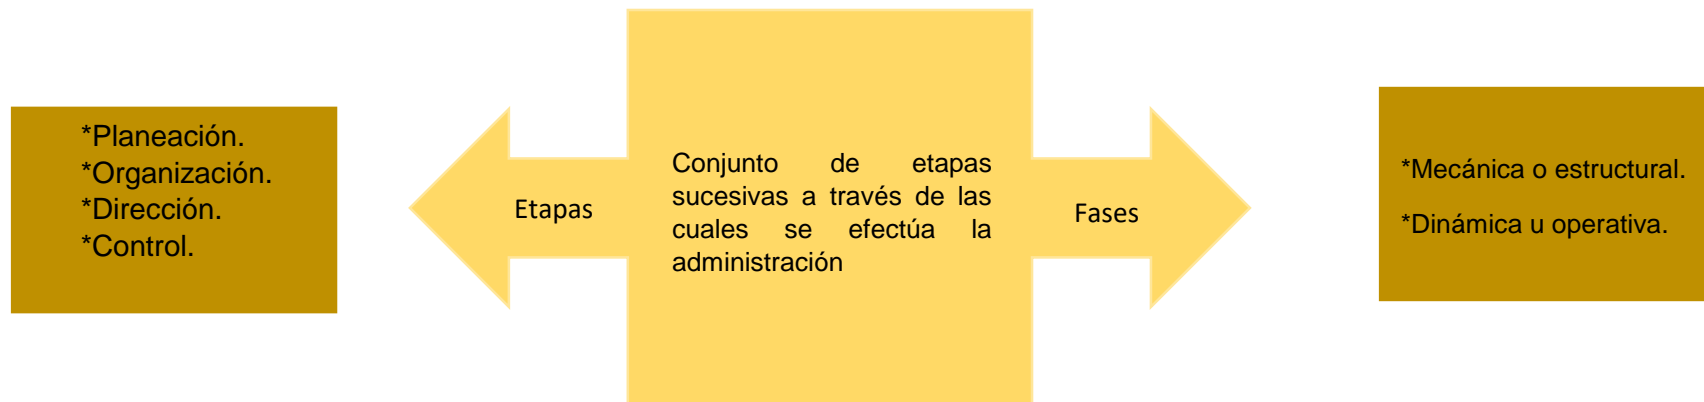 *Planeación.
*Organización.
*Dirección.
*Control.
Etapas
Conjunto de etapas
sucesivas a través de las
cuales se efectúa la
administración
Fases
*Mecánica o estructural.
*Dinámica u operativa.